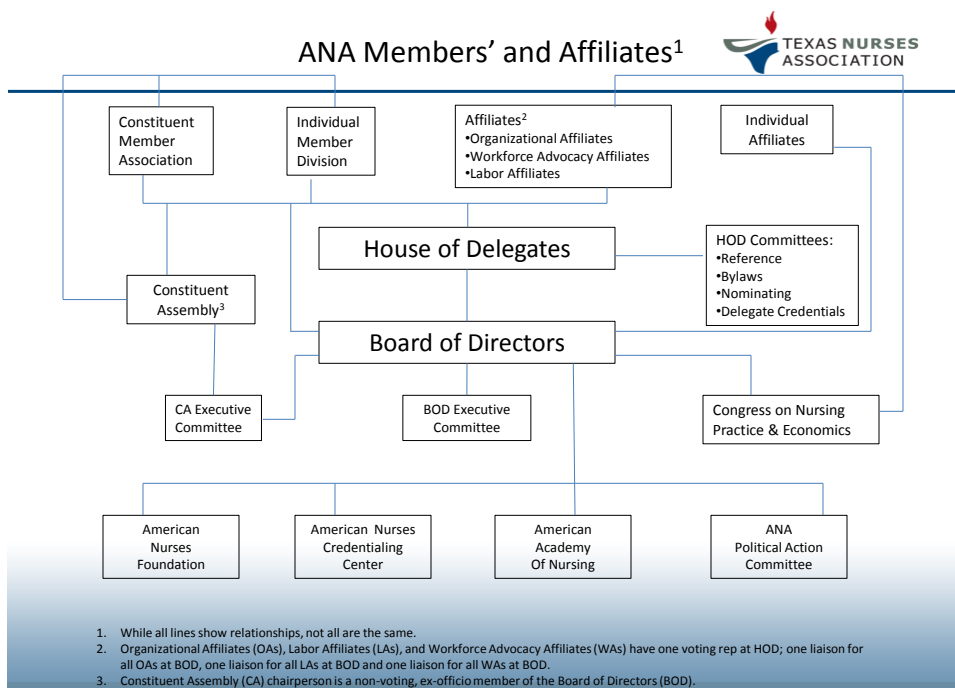 ANA Members' and Affiliates1
TEXAS NURSES
ASSOCIATION
Constituent
Member
Association
Individual
Member
Division
Affiliates2
•Organizational Affiliates
•Workforce Advocacy Affiliates
•Labor Affiliates
Individual
Affiliates
House of Delegates
HOD Committees:
•Reference
•Bylaws
•Nominating
•Delegate Credentials
Constituent
Assembly3
Board of Directors
CA Executive
Committee
BOD Executive
Committee
Congress on Nursing
Practice & Economics
American
Nurses
Foundation
American Nurses
Credentialing
Center
American
Academy
Of Nursing
ANA
Political Action
Committee
1. While all lines show relationships, not all are the same.
2. Organizational Affiliates (OAs), Labor Affiliates (LAs), and Workforce Advocacy Affiliates (WAs) have one voting rep at HOD; one liaison for
all OAs at BOD, one liaison for all LAs at BOD and one liaison for all WAs at BOD.
3. Constituent Assembly (CA) chairperson is a non-voting, ex-officio member of the Board of Directors (BOD).